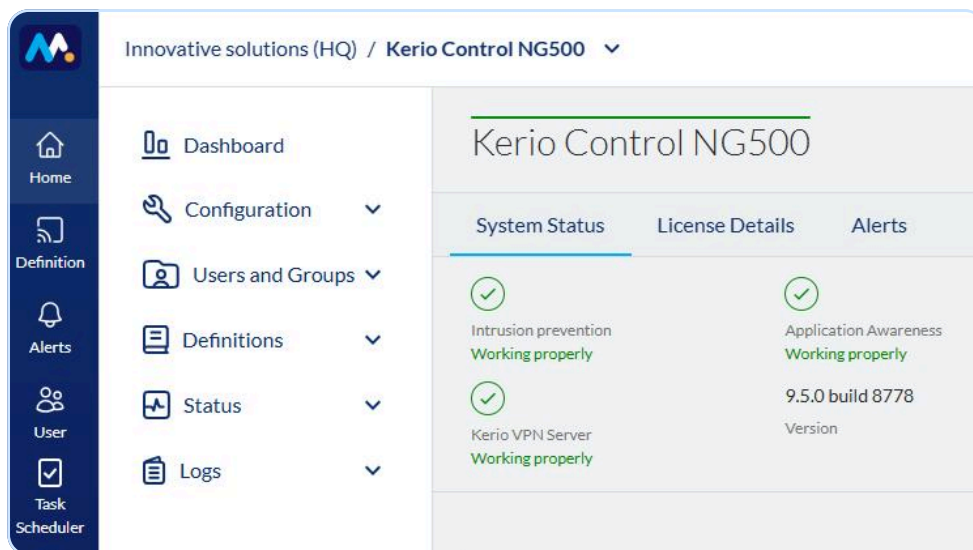 Innovative solutions (HQ) / Kerio Control NG500
Home
Definition
Alerts
User
Task
Scheduler
Dashboard
Configuration
Users and Groups
Definitions
Status
Logs
Kerio Control NG500
System Status License Details Alerts
Intrusion prevention
Working properly
Application Awareness
Working properly
Kerio VPN Server
Working properly
9.5.0 build 8778
Version